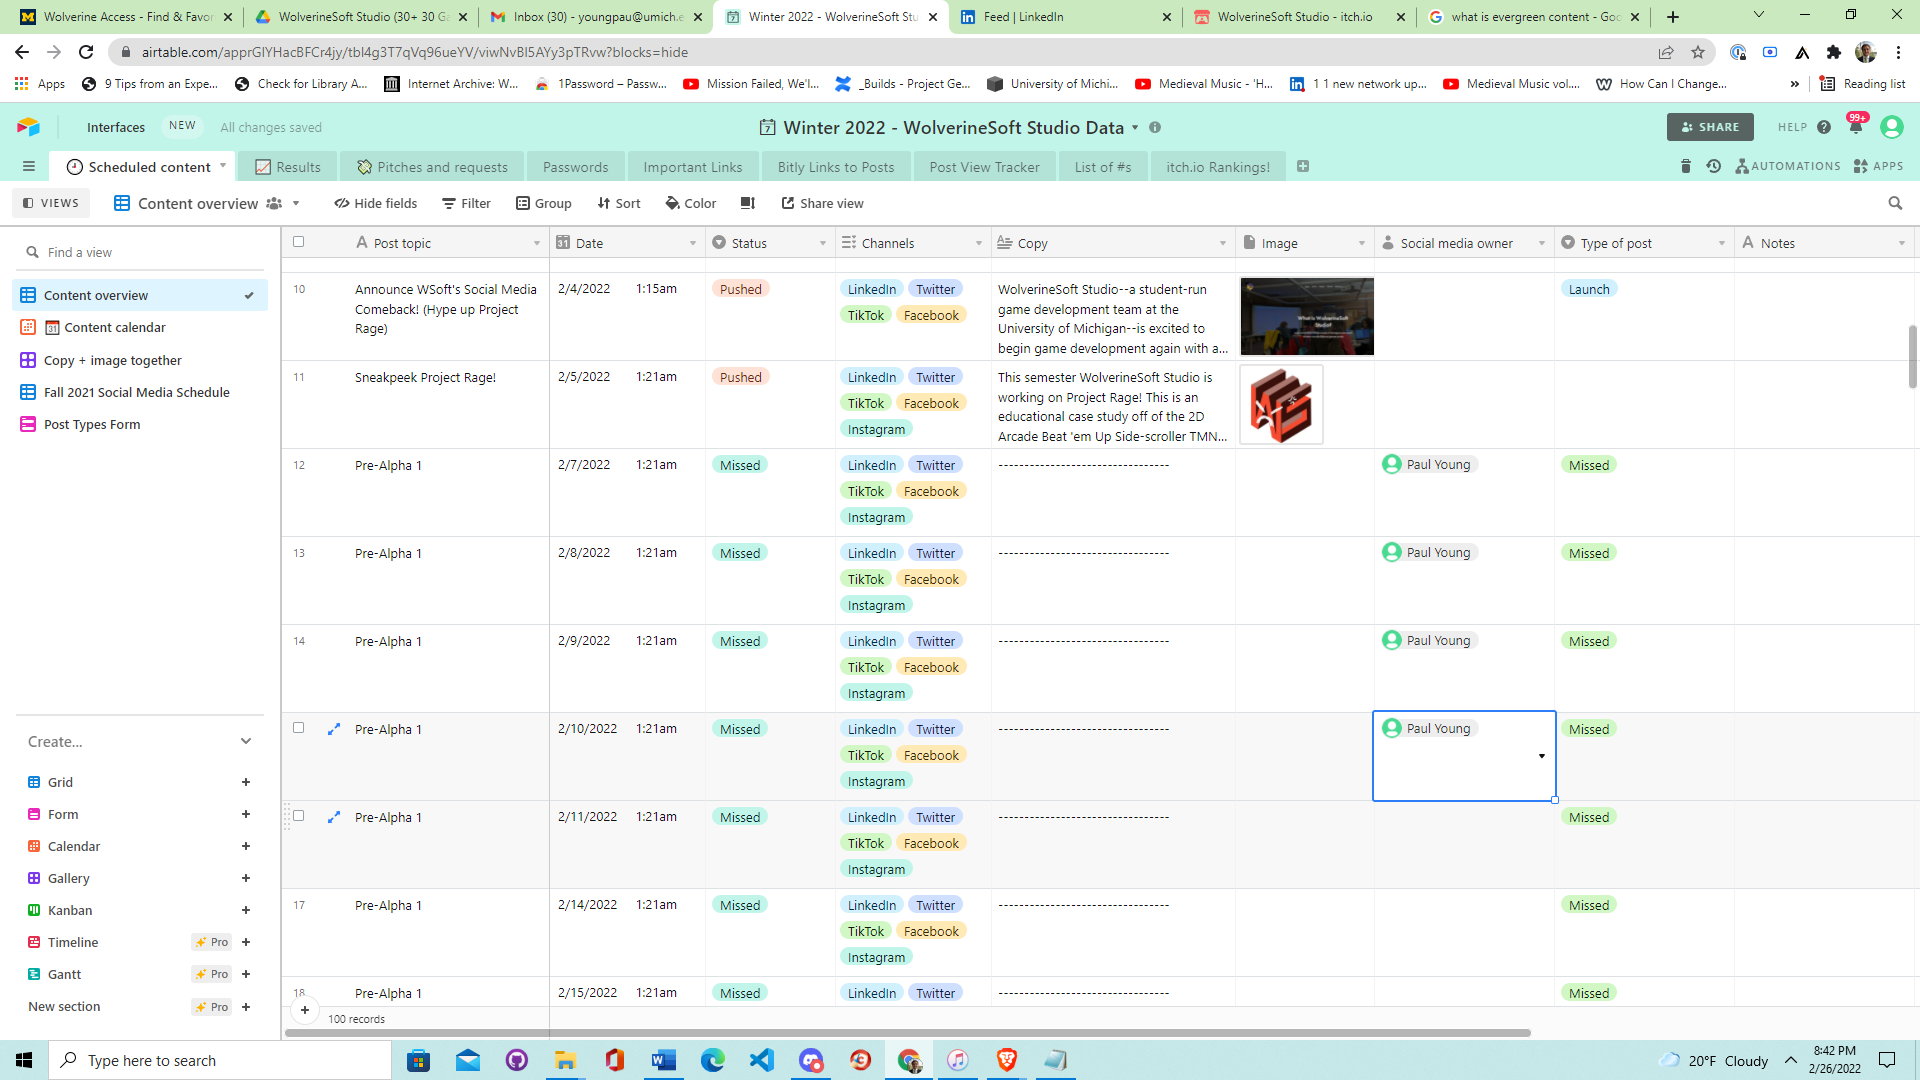 Wolverine Access - Find & Favor
WolverineSoft Studio (30+ 30 Ga
Inbox (30) - youngpau@umich.e
Winter 2022 - WolverineSoft Stu
Feed | LinkedIn
WolverineSoft Studio - itch.io
what is evergreen content - Goo
airtable.com/apprGIYHacBFCr4jy/tbl4g3T7qVq96ueYV/viwNvBI5AYy3pTRvw?blocks=hide
Apps
9 Tips from an Expe...
Check for Library A...
Internet Archive: W...
1Password – Passw...
Mission Failed, We'l...
_Builds - Project Ge...
University of Michi...
Medieval Music - 'H...
1 1 new network up...
Medieval Music vol....
How Can I Change...
Reading list
Interfaces
NEW
All changes saved
Winter 2022 - WolverineSoft Studio Data
SHARE
HELP
99+
Scheduled content
Results
Pitches and requests
Passwords
Important Links
Bitly Links to Posts
Post View Tracker
List of #s
itch.io Rankings!
AUTOMATIONS
APPS
VIEWS
Content overview
Hide fields
Filter
Group
Sort
Color
Share view
Find a view
Content overview
Content calendar
Copy + image together
Fall 2021 Social Media Schedule
Post Types Form
Create...
Grid
Form
Calendar
Gallery
Kanban
Timeline Pro
Gantt Pro
New section Pro
Post topic
Date
Status
Channels
Copy
Image
Social media owner
Type of post
Notes
10
Announce WSoft's Social Media
Comeback! (Hype up Project
Rage)
2/4/2022 1:15am
Pushed
LinkedIn Twitter
TikTok Facebook
WolverineSoft Studio--a student-run
game development team at the
University of Michigan--is excited to
begin game development again with a...
What is WolverineSoft
Studio?
Launch
11
Sneakpeek Project Rage!
2/5/2022 1:21am
Pushed
LinkedIn Twitter
TikTok Facebook
Instagram
This semester WolverineSoft Studio is
working on Project Rage! This is an
educational case study off of the 2D
Arcade Beat 'em Up Side-scroller TMN...
12
Pre-Alpha 1
2/7/2022 1:21am
Missed
LinkedIn Twitter
TikTok Facebook
Instagram
---------------------------------
Paul Young
Missed
13
Pre-Alpha 1
2/8/2022 1:21am
Missed
LinkedIn Twitter
TikTok Facebook
Instagram
---------------------------------
Paul Young
Missed
14
Pre-Alpha 1
2/9/2022 1:21am
Missed
LinkedIn Twitter
TikTok Facebook
Instagram
---------------------------------
Paul Young
Missed
Pre-Alpha 1
2/10/2022 1:21am
Missed
LinkedIn Twitter
TikTok Facebook
Instagram
---------------------------------
Paul Young
Missed
Pre-Alpha 1
2/11/2022 1:21am
Missed
LinkedIn Twitter
TikTok Facebook
Instagram
---------------------------------
Missed
17
Pre-Alpha 1
2/14/2022 1:21am
Missed
LinkedIn Twitter
TikTok Facebook
Instagram
---------------------------------
Missed
18
Pre-Alpha 1
2/15/2022 1:21am
Missed
LinkedIn Twitter
---------------------------------
Missed
100 records
Type here to search
20°F Cloudy
8:42 PM
2/26/2022